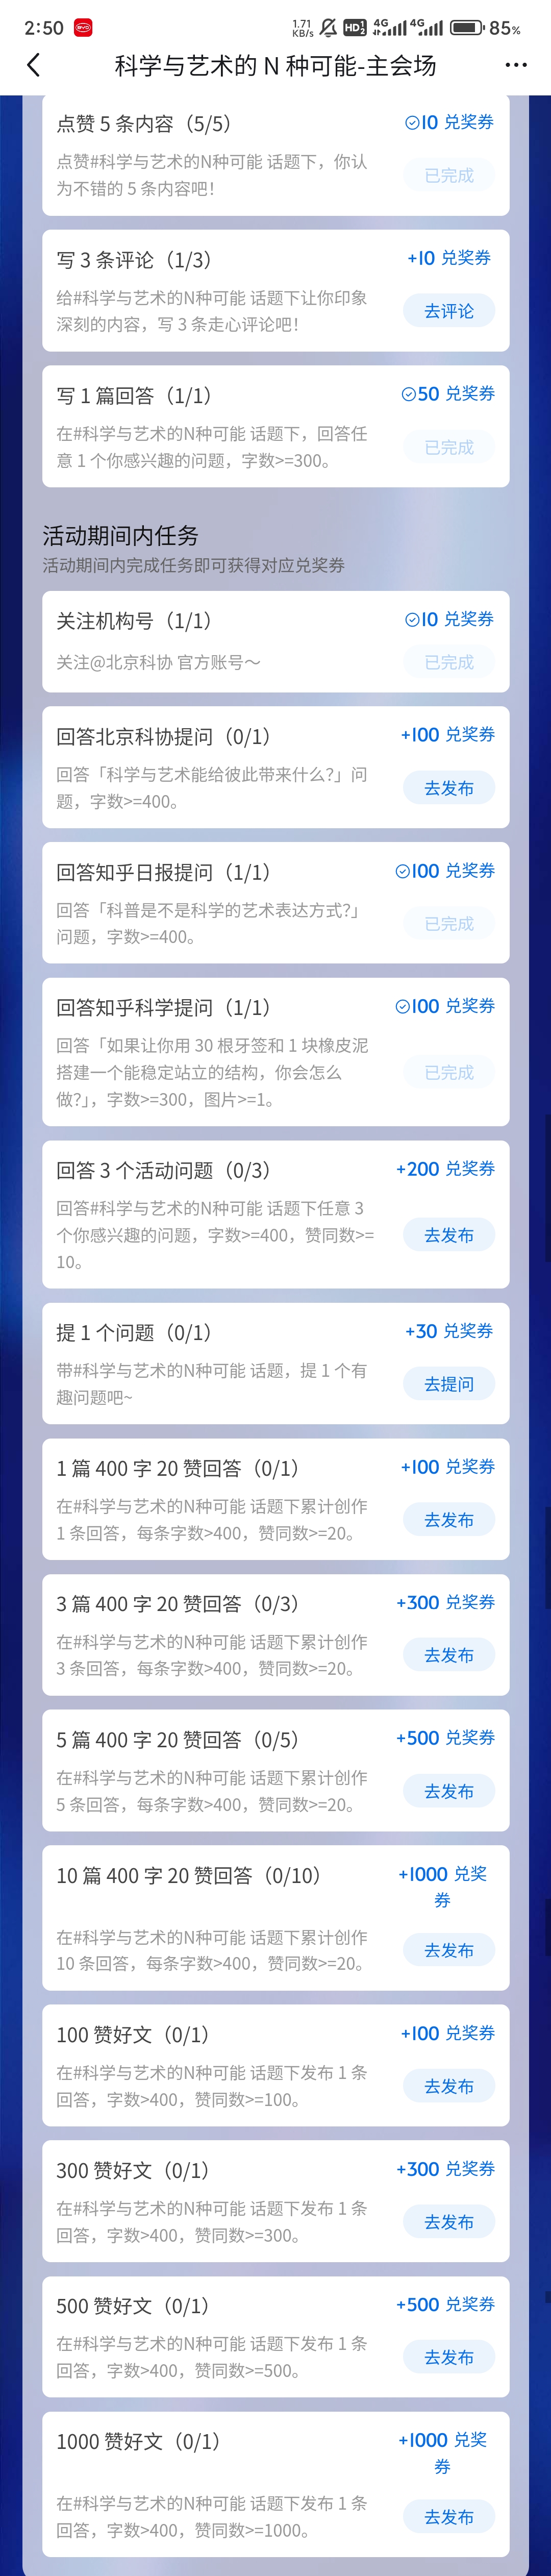 2:50
BYD
1.71
KB/s
HD
4G
4G
85%
科学与艺术的 N 种可能-主会场
点赞 5 条内容（5/5）
10 兑奖券
点赞#科学与艺术的N种可能 话题下，你认
为不错的 5 条内容吧！
已完成
写 3 条评论（1/3）
+10 兑奖券
给#科学与艺术的N种可能 话题下让你印象
深刻的内容，写 3 条走心评论吧！
去评论
写 1 篇回答（1/1）
50 兑奖券
在#科学与艺术的N种可能 话题下，回答任
意 1 个你感兴趣的问题，字数>=300。
已完成
活动期间内任务
活动期间内完成任务即可获得对应兑奖券
关注机构号（1/1）
10 兑奖券
关注@北京科协 官方账号～
已完成
回答北京科协提问（0/1）
+100 兑奖券
回答「科学与艺术能给彼此带来什么？」问
题，字数>=400。
去发布
回答知乎日报提问（1/1）
100 兑奖券
回答「科普是不是科学的艺术表达方式？」
问题，字数>=400。
已完成
回答知乎科学提问（1/1）
100 兑奖券
回答「如果让你用 30 根牙签和 1 块橡皮泥
搭建一个能稳定站立的结构，你会怎么
做？」，字数>=300，图片>=1。
已完成
回答 3 个活动问题（0/3）
+200 兑奖券
回答#科学与艺术的N种可能 话题下任意 3
个你感兴趣的问题，字数>=400，赞同数>=
10。
去发布
提 1 个问题（0/1）
+30 兑奖券
带#科学与艺术的N种可能 话题，提 1 个有
趣问题吧~
去提问
1 篇 400 字 20 赞回答（0/1）
+100 兑奖券
在#科学与艺术的N种可能 话题下累计创作
1 条回答，每条字数>400，赞同数>=20。
去发布
3 篇 400 字 20 赞回答（0/3）
+300 兑奖券
在#科学与艺术的N种可能 话题下累计创作
3 条回答，每条字数>400，赞同数>=20。
去发布
5 篇 400 字 20 赞回答（0/5）
+500 兑奖券
在#科学与艺术的N种可能 话题下累计创作
5 条回答，每条字数>400，赞同数>=20。
去发布
10 篇 400 字 20 赞回答（0/10）
+1000 兑奖
券
在#科学与艺术的N种可能 话题下累计创作
10 条回答，每条字数>400，赞同数>=20。
去发布
100 赞好文（0/1）
+100 兑奖券
在#科学与艺术的N种可能 话题下发布 1 条
回答，字数>400，赞同数>=100。
去发布
300 赞好文（0/1）
+300 兑奖券
在#科学与艺术的N种可能 话题下发布 1 条
回答，字数>400，赞同数>=300。
去发布
500 赞好文（0/1）
+500 兑奖券
在#科学与艺术的N种可能 话题下发布 1 条
回答，字数>400，赞同数>=500。
去发布
1000 赞好文（0/1）
+1000 兑奖
券
在#科学与艺术的N种可能 话题下发布 1 条
回答，字数>400，赞同数>=1000。
去发布